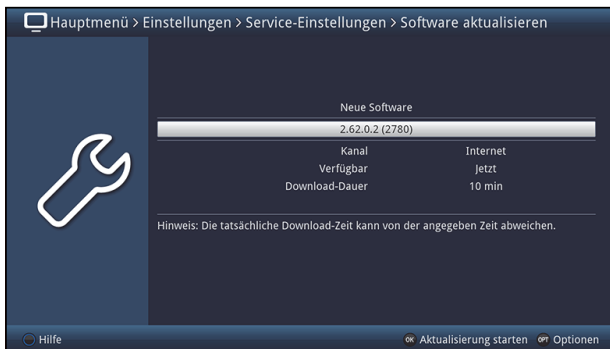 Hauptmenü > Einstellungen > Service-Einstellungen > Software aktualisieren
Neue Software
2.62.0.2 (2780)
Kanal Internet
Verfügbar Jetzt
Download-Dauer 10 min
Hinweis: Die tatsächliche Download-Zeit kann von der angegeben Zeit abweichen.
Hilfe OK Aktualisierung starten OPT Optionen